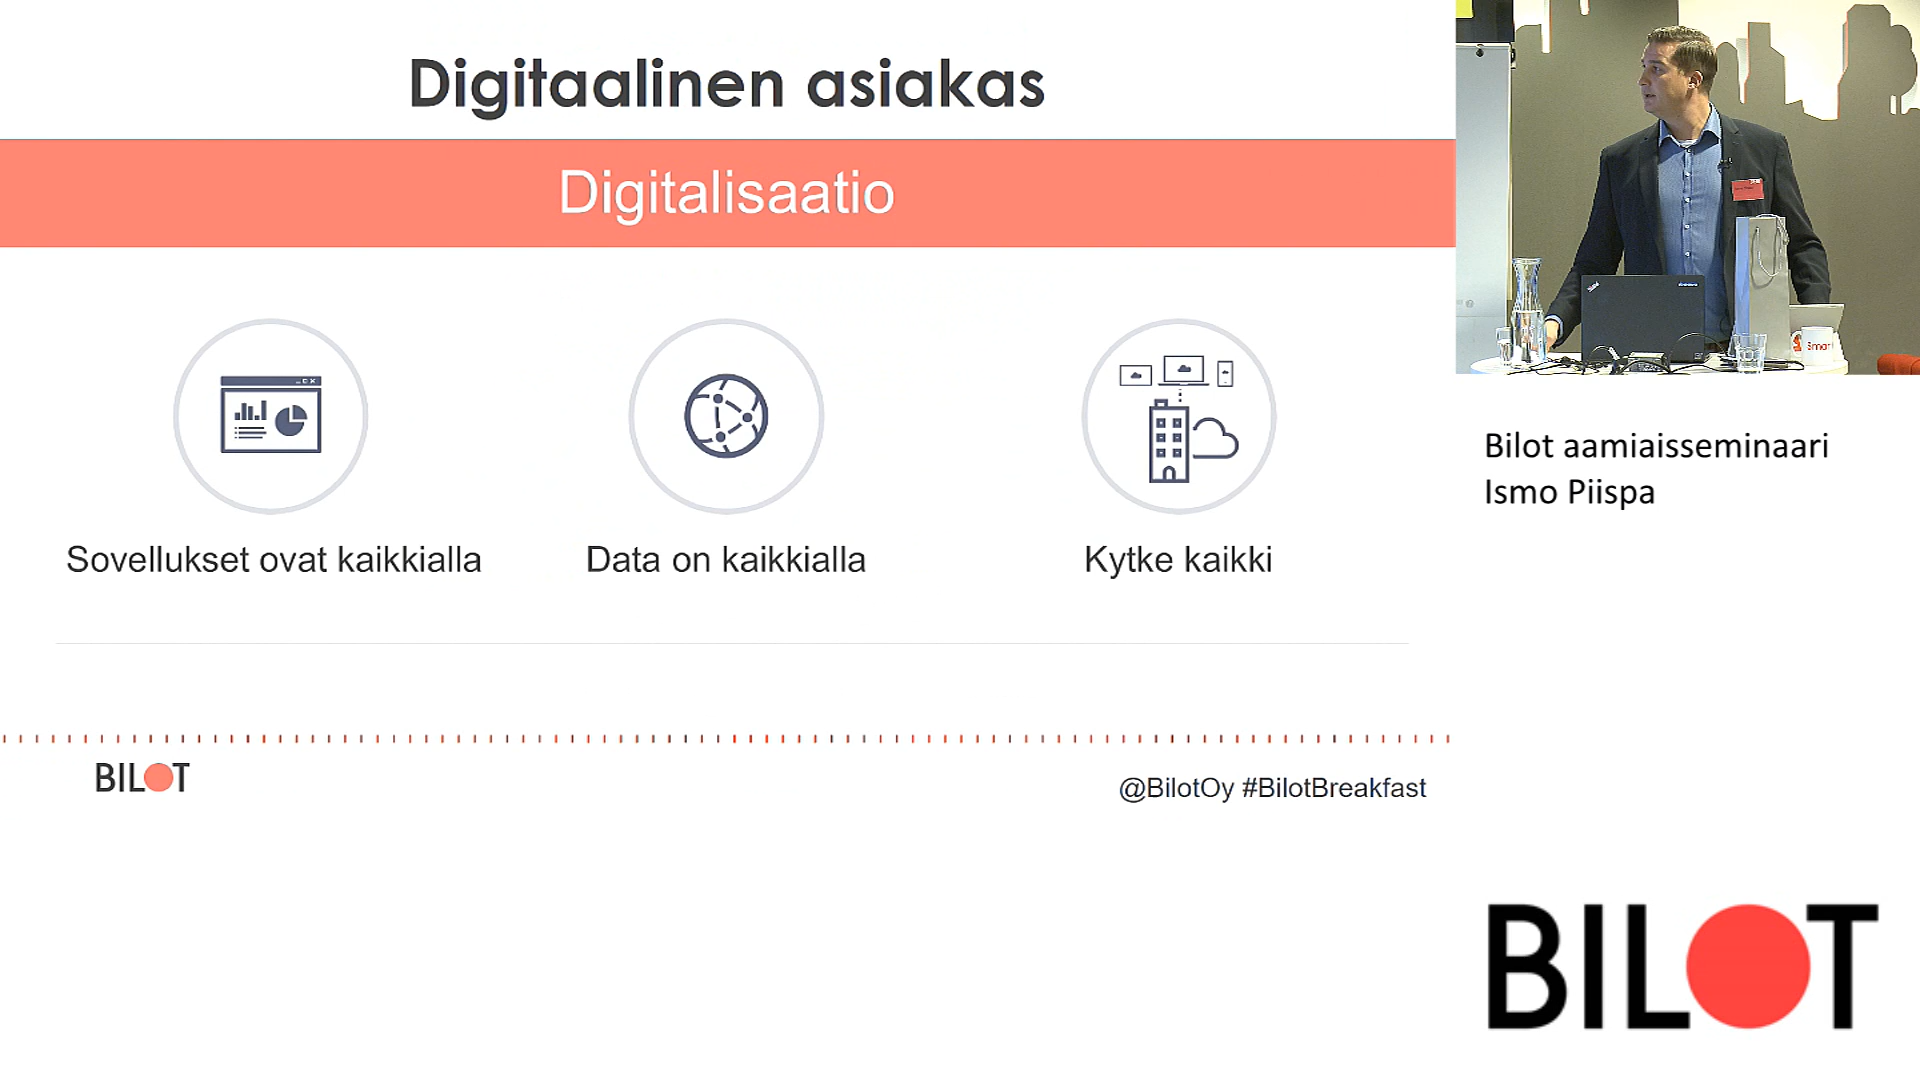 Digitaalinen asiakas
Digitalisaatio
Sovellukset ovat kaikkialla
Data on kaikkialla
Kytke kaikki
BILOT
@BilotOy #BilotBreakfast
Smar
Bilot aamiaisseminaari
Ismo Piispa
BILOT